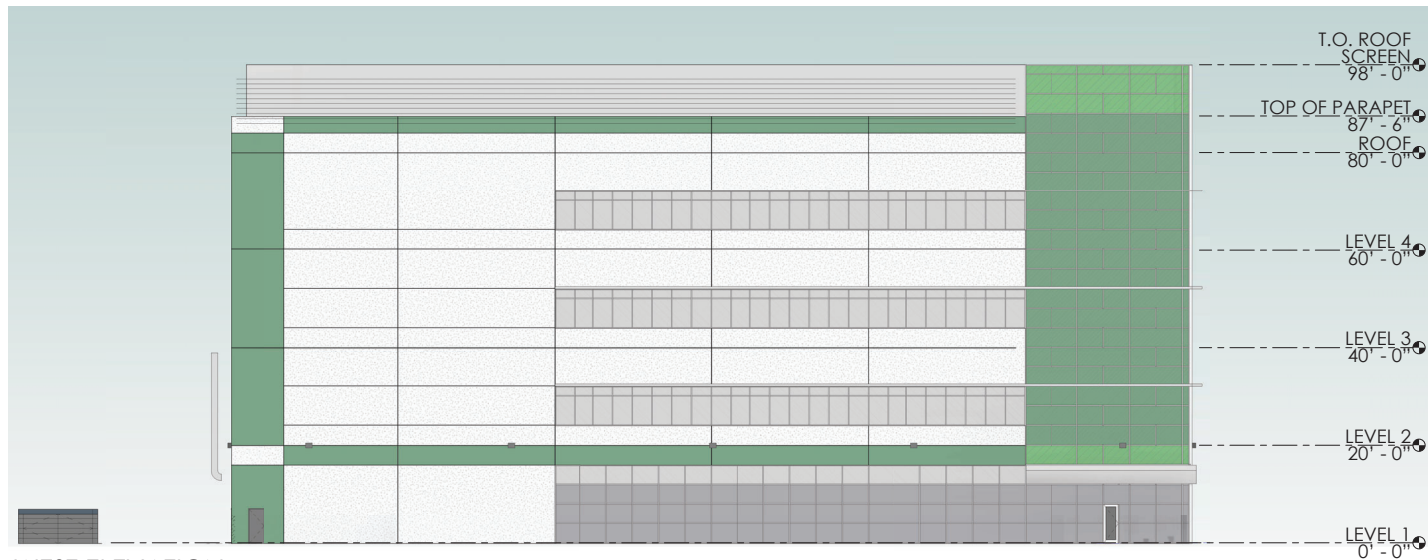 T.O. ROOF
SCREEN
98' - 0"
TOP OF PARAPET
87' - 6"
ROOF
80' - 0"
LEVEL 4
60' - 0"
LEVEL 3
40' - 0"
LEVEL 2
20' - 0"
LEVEL 1
0' - 0"